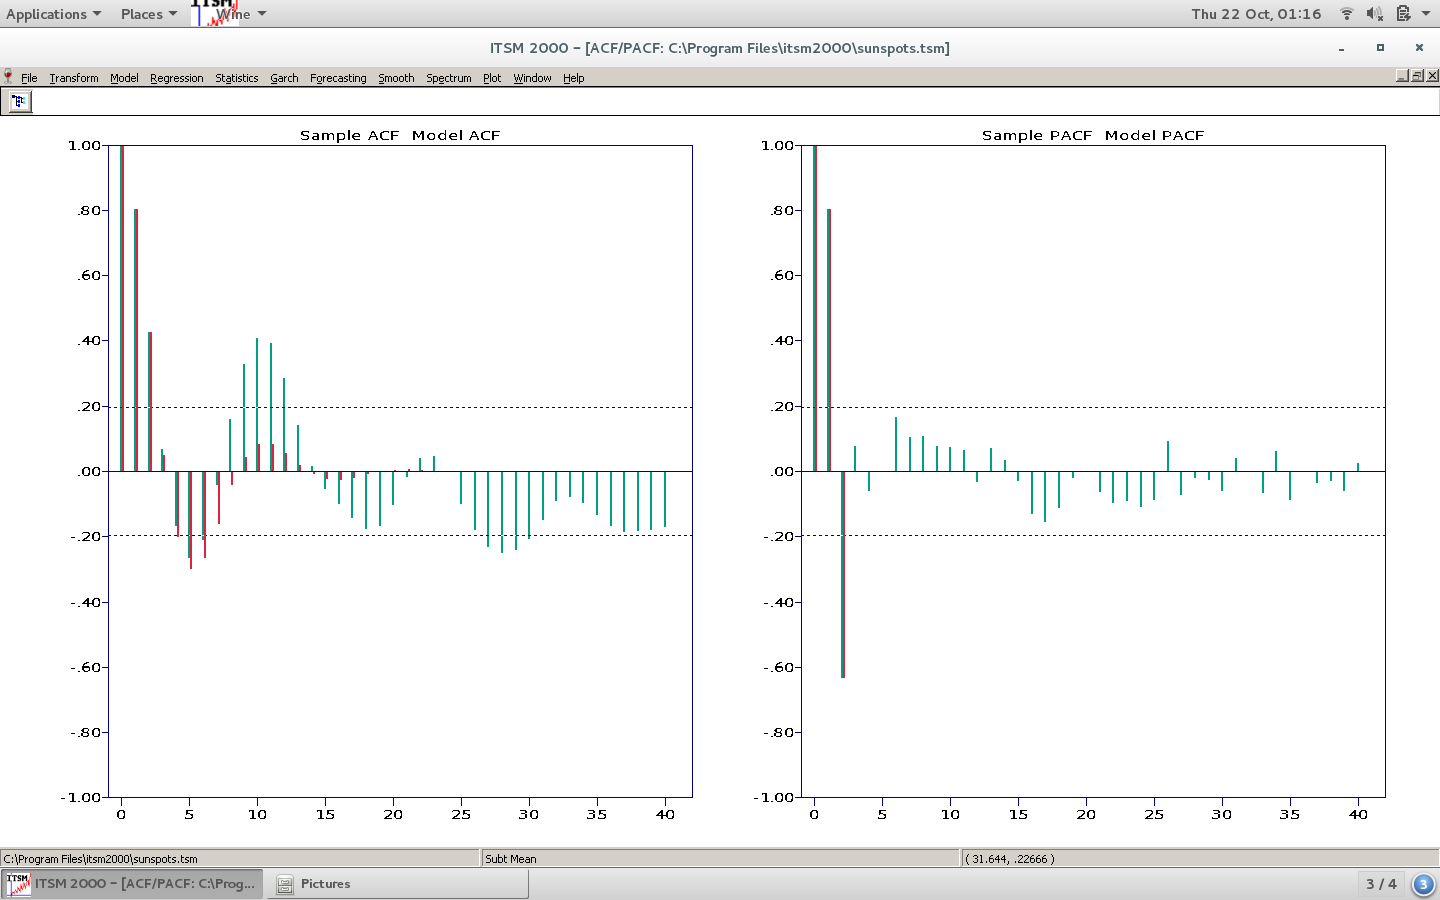 Applications Places ITSM Wine Thu 22 Oct, 01:16
ITSM 2000 - [ACF/PACF: C:\Program Files\itsm2000\sunspots.tsm]
File Transform Model Regression Statistics Garch Forecasting Smooth Spectrum Plot Window Help
Sample ACF Model ACF
1.00
.80
.60
.40
.20
.00
-.20
-.40
-.60
-.80
-1.00
0 5 10 15 20 25 30 35 40
Sample PACF Model PACF
1.00
.80
.60
.40
.20
.00
-.20
-.40
-.60
-.80
-1.00
0 5 10 15 20 25 30 35 40
C:\Program Files\itsm2000\sunspots.tsm Subt Mean ( 31.644, .22666 )
ITSM ITSM 2000 - [ACF/PACF: C:\Prog... Pictures 3 / 4 3